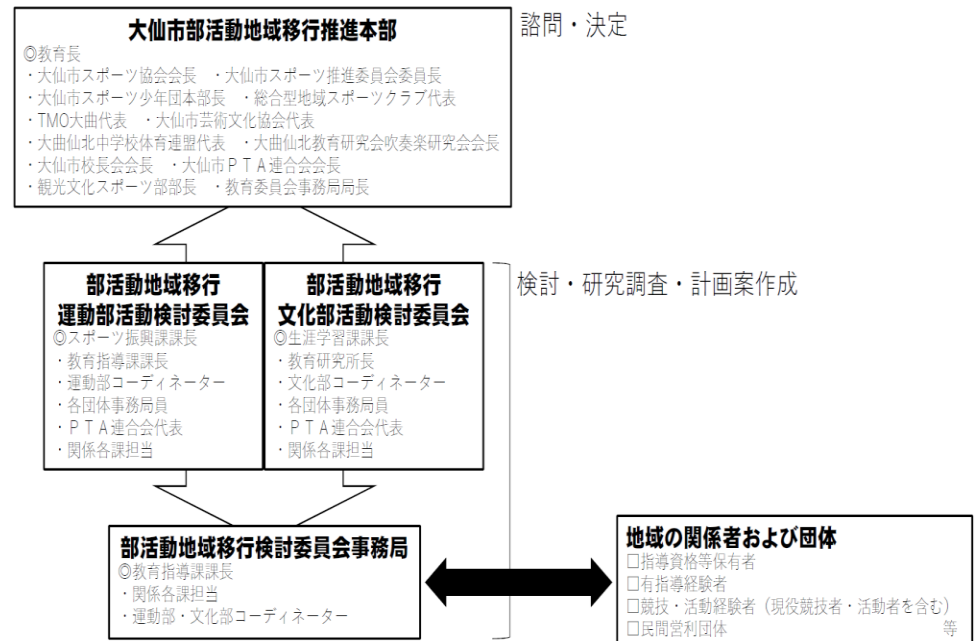 大仙市部活動地域移行推進本部
◎教育長
・大仙市スポーツ協会会長　・大仙市スポーツ推進委員会委員長
・大仙市スポーツ少年団本部長　・総合型地域スポーツクラブ代表
・TMO大曲代表　・大仙市芸術文化協会代表
・大曲仙北中学校体育連盟代表　・大曲仙北教育研究会吹奏楽研究会会長
・大仙市校長会会長　・大仙市ＰＴＡ連合会会長
・観光文化スポーツ部部長　・教育委員会事務局局長
諮問・決定
部活動地域移行
運動部活動検討委員会
◎スポーツ振興課課長
・教育指導課課長
・運動部コーディネーター
・各団体事務局員
・ＰＴＡ連合会代表
・関係各課担当
部活動地域移行
文化部活動検討委員会
◎生涯学習課課長
・教育研究所長
・文化部コーディネーター
・各団体事務局員
・ＰＴＡ連合会代表
・関係各課担当
検討・研究調査・計画案作成
部活動地域移行検討委員会事務局
◎教育指導課課長
・関係各課担当
・運動部・文化部コーディネーター
地域の関係者および団体
□指導資格等保有者
□有指導経験者
□競技・活動経験者（現役競技者・活動者を含む）
□民間営利団体　等